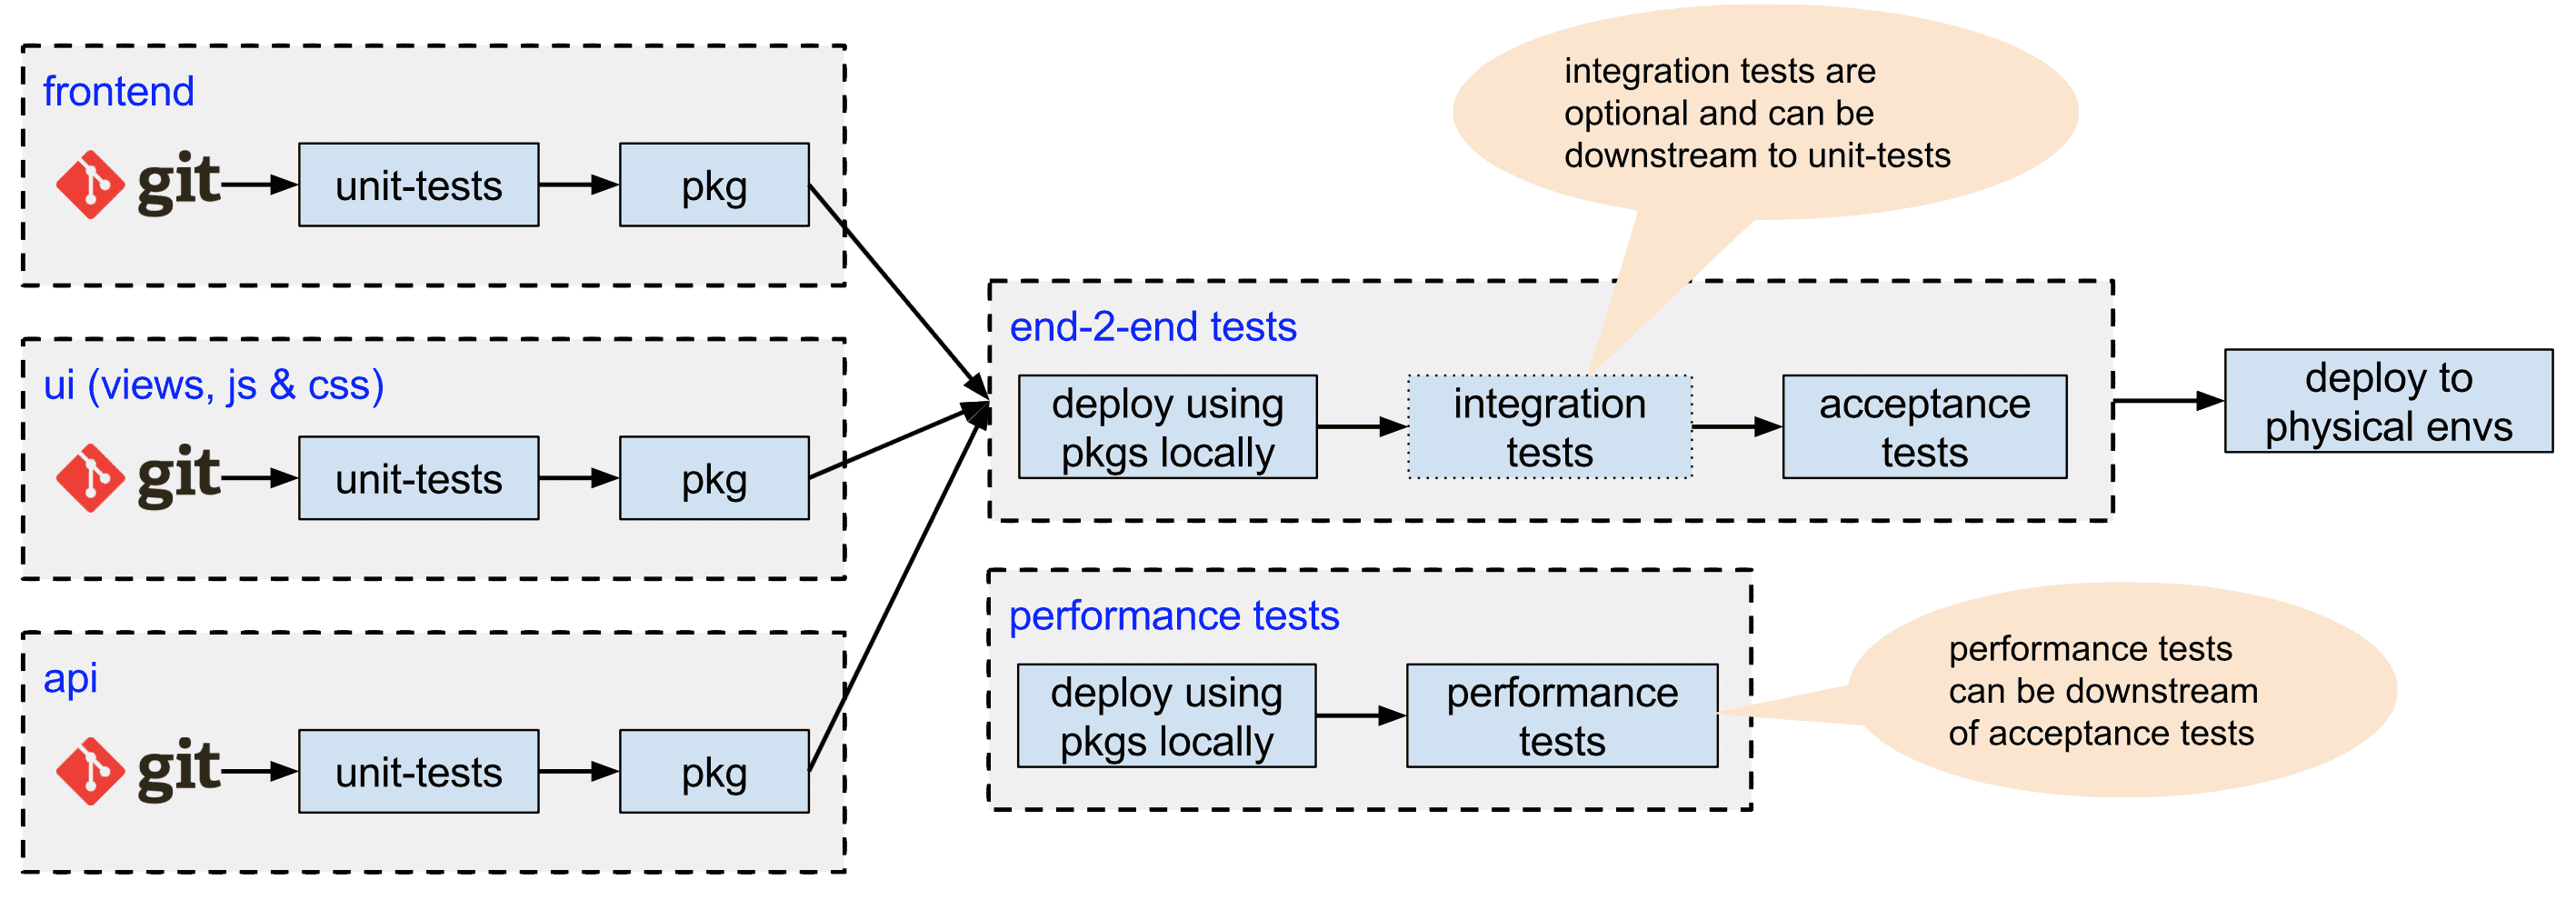 frontend
git
unit-tests
pkg
ui (views, js & css)
git
unit-tests
pkg
api
git
unit-tests
pkg
integration tests are
optional and can be
downstream to unit-tests
end-2-end tests
deploy using
pkgs locally
integration
tests
acceptance
tests
deploy to
physical envs
performance tests
deploy using
pkgs locally
performance
tests
performance tests
can be downstream
of acceptance tests